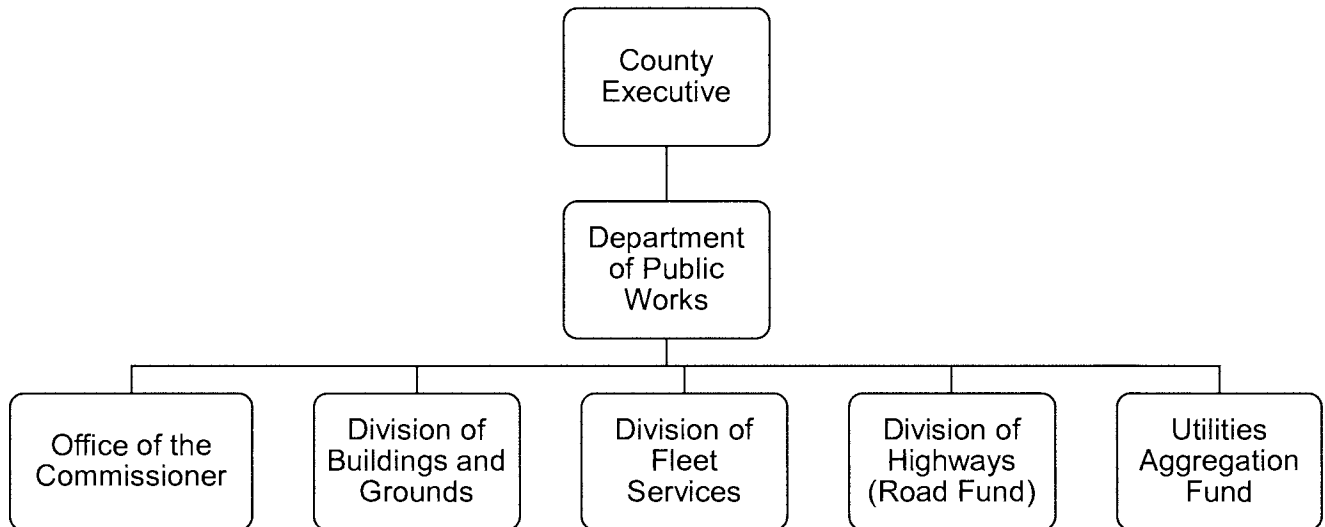 County
Executive
Department
of Public
Works
Office of the
Commissioner
Division of
Buildings and
Grounds
Division of
Fleet
Services
Division of
Highways
(Road Fund)
Utilities
Aggregation
Fund